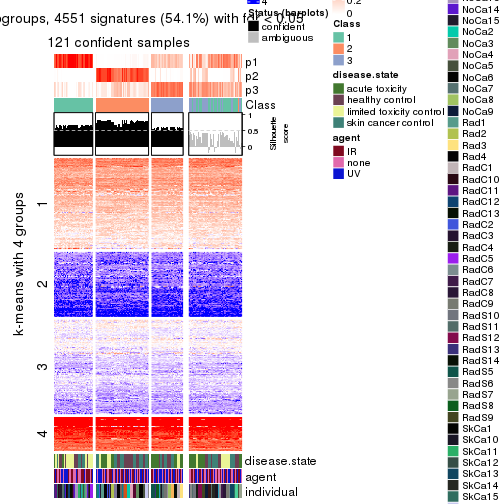 groups, 4551 signatures (54.1%) with fdr < 0.05
121 confident samples
p1
p2
p3
Class
1
0.5
0
Silhouette
score
k-means with 4 groups
1
2
3
4
disease.state
agent
individual
4
Status (barplots)
confident
ambiguous
0.2
0
Class
1
2
3
disease.state
acute toxicity
healthy control
limited toxicity control
skin cancer control
agent
IR
none
UV
NoCa14
NoCa15
NoCa2
NoCa3
NoCa4
NoCa5
NoCa6
NoCa7
NoCa8
NoCa9
Rad1
Rad2
Rad3
Rad4
RadC1
RadC10
RadC11
RadC12
RadC13
RadC2
RadC3
RadC4
RadC5
RadC6
RadC7
RadC8
RadC9
RadS10
RadS11
RadS12
RadS13
RadS14
RadS5
RadS6
RadS7
RadS8
RadS9
SkCa1
SkCa10
SkCa11
SkCa12
SkCa13
SkCa14
SkCa15